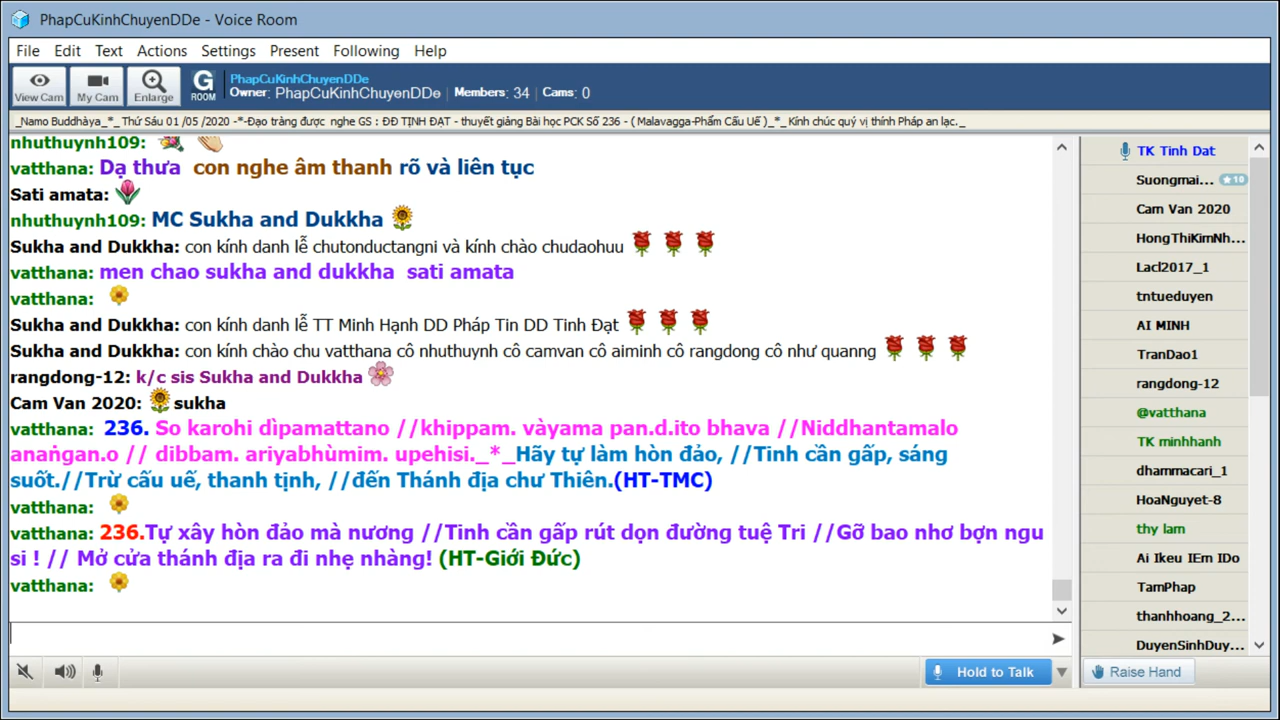 PhapCuKinhChuyenDDe - Voice Room
File Edit Text Actions Settings Present Following Help
View Cam My Cam Enlarge G ROOM
PhapCuKinhChuyenDDe
Owner: PhapCuKinhChuyenDDe Members: 34 Cams: 0
_Namo Buddhàya_*_Thứ Sáu 01 /05 /2020 -*-Đạo tràng được nghe GS : ĐĐ TỊNH ĐẠT - thuyết giảng Bài học PCK Số 236 - ( Malavagga-Phẩm Cấu Uế )_*_Kính chúc quý vị thính Pháp an lạc._
nhuthuynh109:
vatthana: Dạ thưa con nghe âm thanh rõ và liên tục
Sati amata:
nhuthuynh109: MC Sukha and Dukkha
Sukha and Dukkha: con kính danh lễ chutonductangni và kính chào chudaohuu
vatthana: men chao sukha and dukkha sati amata
vatthana:
Sukha and Dukkha: con kính danh lễ TT Minh Hạnh DD Pháp Tin DD Tinh Đạt
Sukha and Dukkha: con kính chào chu vatthana cô nhuthuynh cô camvan cô aiminh cô rangdong cô như quanng
rangdong-12: k/c sis Sukha and Dukkha
Cam Van 2020: sukha
vatthana: 236. So karohi dìpamattano //khippam. vàyama pan.d.ito bhava //Niddhantamalo
anaṅgan.o // dibbam. ariyabhùmim. upehisi._*_Hãy tự làm hòn đảo, //Tinh cần gấp, sáng
suốt.//Trừ cấu uế, thanh tịnh, //đến Thánh địa chư Thiên.(HT-TMC)
vatthana:
vatthana: 236.Tự xây hòn đảo mà nương //Tinh cần gấp rút dọn đường tuệ Tri //Gỡ bao nhơ bợn ngu
si ! // Mở cửa thánh địa ra đi nhẹ nhàng! (HT-Giới Đức)
vatthana:
Hold to Talk
TK Tinh Dat
Suongmai... 10
Cam Van 2020
HongThiKimNh...
Lacl2017_1
tntueduyen
AI MINH
TranDao1
rangdong-12
@vatthana
TK minhhanh
dhammacari_1
HoaNguyet-8
thy lam
Ai Ikeu IEm IDo
TamPhap
thanhhoang_2...
DuyenSinhDuy...
Raise Hand